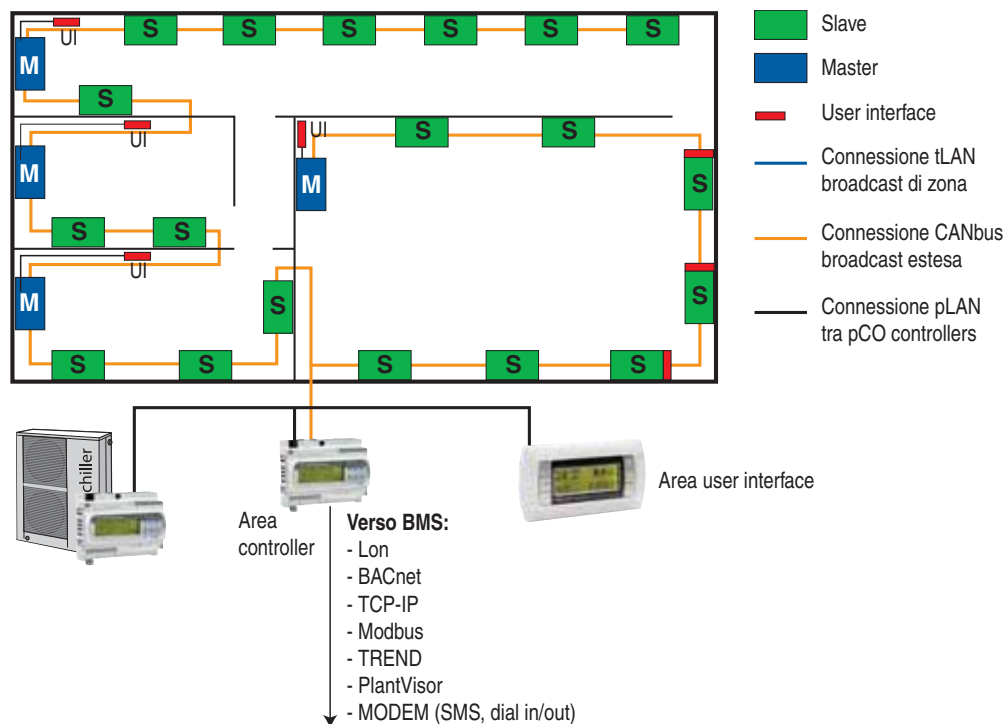 UI
S S S S S S
M
S
UI
M
S S
UI
M
S
S S
UI
M
S S
S
S
S S S
Slave
Master
User interface
Connessione tLAN
broadcast di zona
Connessione CANbus
broadcast estesa
Connessione pLAN
tra pCO controllers
chiller
Area
controller
Area user interface
Verso BMS:
- Lon
- BACnet
- TCP-IP
- Modbus
- TREND
- PlantVisor
- MODEM (SMS, dial in/out)